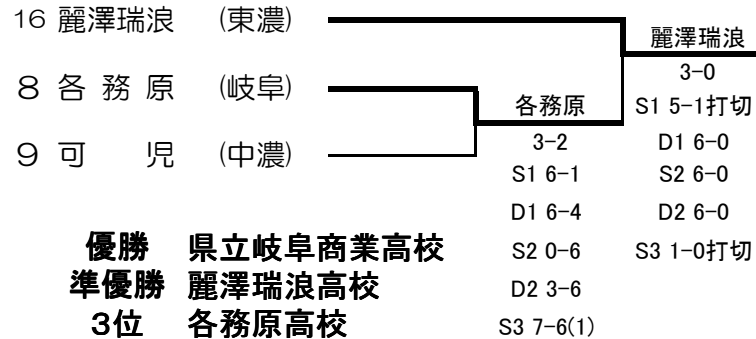 16 麗澤瑞浪 (東濃)
麗澤瑞浪
3-0
8 各務原 (岐阜)
各務原
S1 5-1打切
9 可児 (中濃)
3-2
D1 6-0
S1 6-1
S2 6-0
D1 6-4
D2 6-0
優勝 県立岐阜商業高校
S2 0-6
S3 1-0打切
準優勝 麗澤瑞浪高校
D2 3-6
3位 各務原高校
S3 7-6(1)